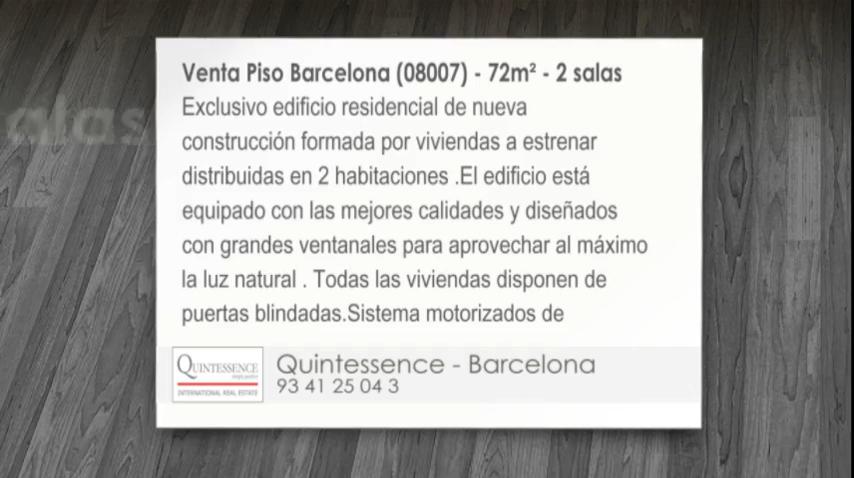 Venta Piso Barcelona (08007) - 72m² - 2 salas
Exclusivo edificio residencial de nueva
construcción formada por viviendas a estrenar
distribuidas en 2 habitaciones .El edificio está
equipado con las mejores calidades y diseñados
con grandes ventanales para aprovechar al máximo
la luz natural . Todas las viviendas disponen de
puertas blindadas.Sistema motorizados de
alas
QUINTESSENCE
INTERNATIONAL REAL ESTATE
Quintessence - Barcelona
93 41 25 04 3